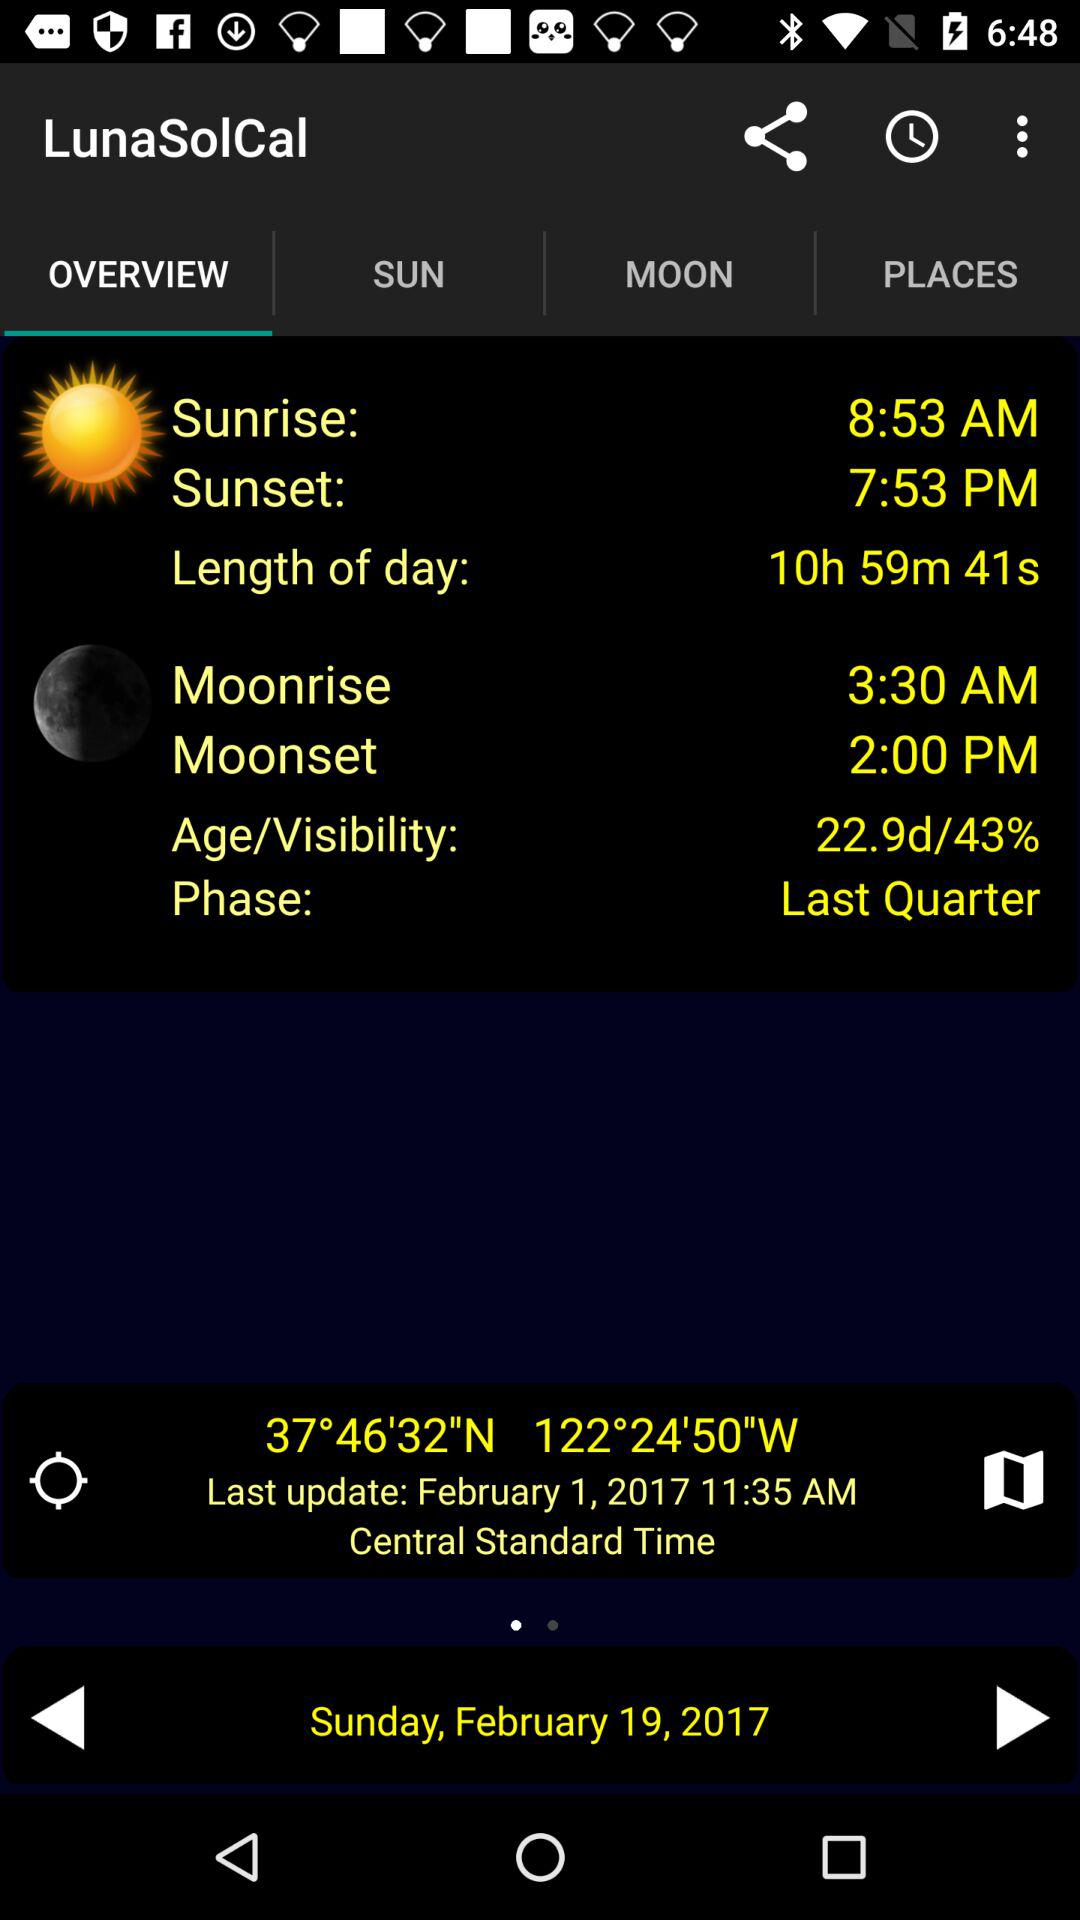 6:48
LunaSolCal
OVERVIEW SUN MOON PLACES
Sunrise: 8:53 AM
Sunset: 7:53 PM
Length of day: 10h 59m 41s
Moonrise 3:30 AM
Moonset 2:00 PM
Age/Visibility: 22.9d/43%
Phase: Last Quarter
37°46'32"N 122°24'50"W
Last update: February 1, 2017 11:35 AM
Central Standard Time
Sunday, February 19, 2017